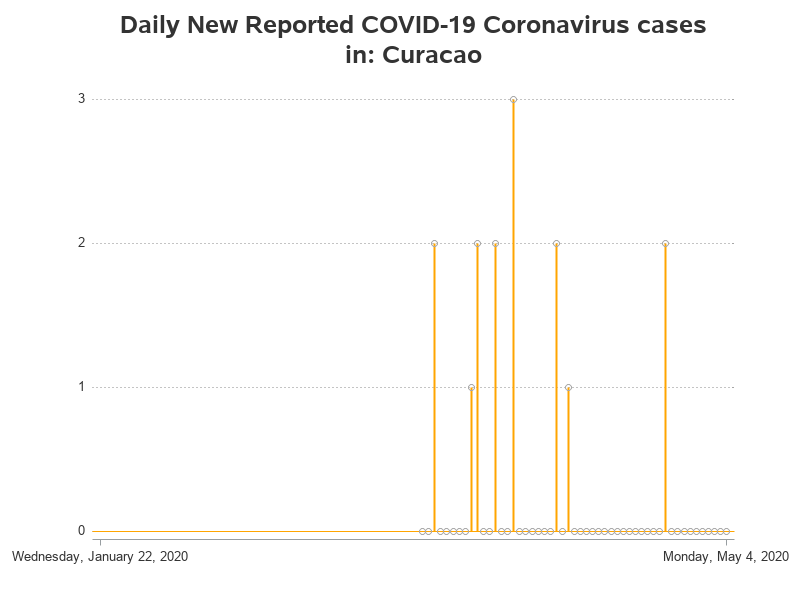 Daily New Reported COVID-19 Coronavirus cases
in: Curacao
3
2
1
0
Wednesday, January 22, 2020
Monday, May 4, 2020